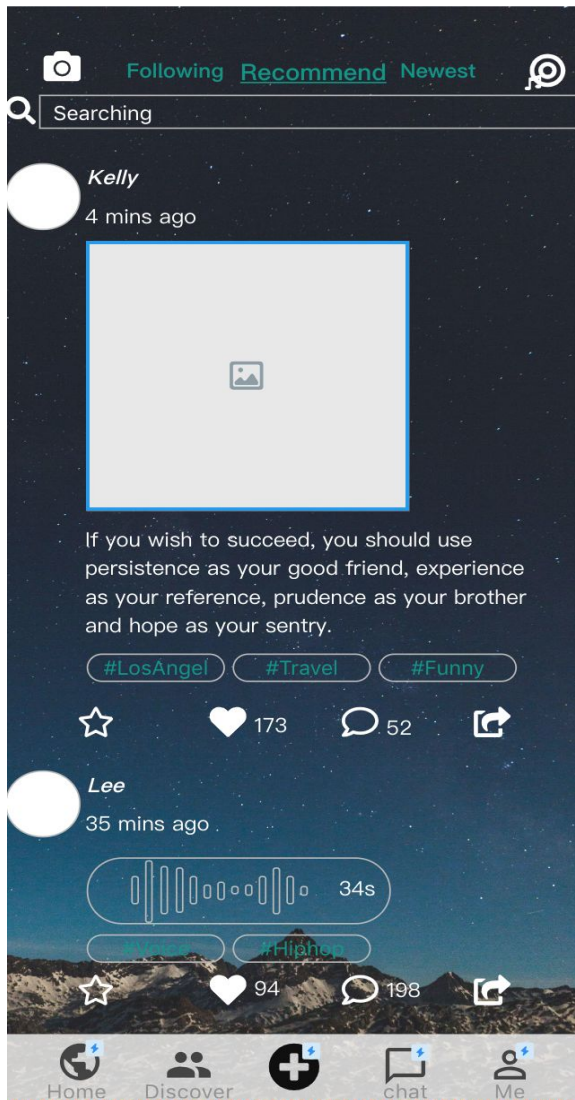 Following Recommend Newest
Searching
Kelly
4 mins ago
If you wish to succeed, you should use
persistence as your good friend, experience
as your reference, prudence as your brother
and hope as your sentry.
#LosAngel #Travel #Funny
173 52
Lee
35 mins ago
34s
#Voice #Hiphop
94 198
Home Discover chat Me